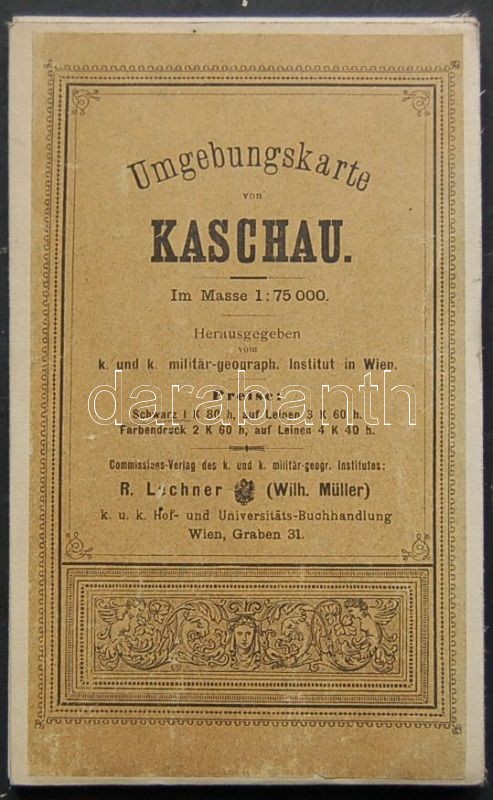 Umgebungskarte
von
KASCHAU.
Im Masse 1:75 000.
Herausgegeben
vom
k. und k. militär-geograph. Institut in Wien.
Preise:
Schwarz 1 K 80 h, auf Leinen 3 K 60 h.
Farbendruck 2 K 60 h, auf Leinen 4 K 40 h.
Commissions-Verlag des k. und k. militär-geogr. Institutes:
R. Lechner (Wilh. Müller)
k. u. k. Hof- und Universitäts-Buchhandlung
Wien, Graben 31.
darabanth